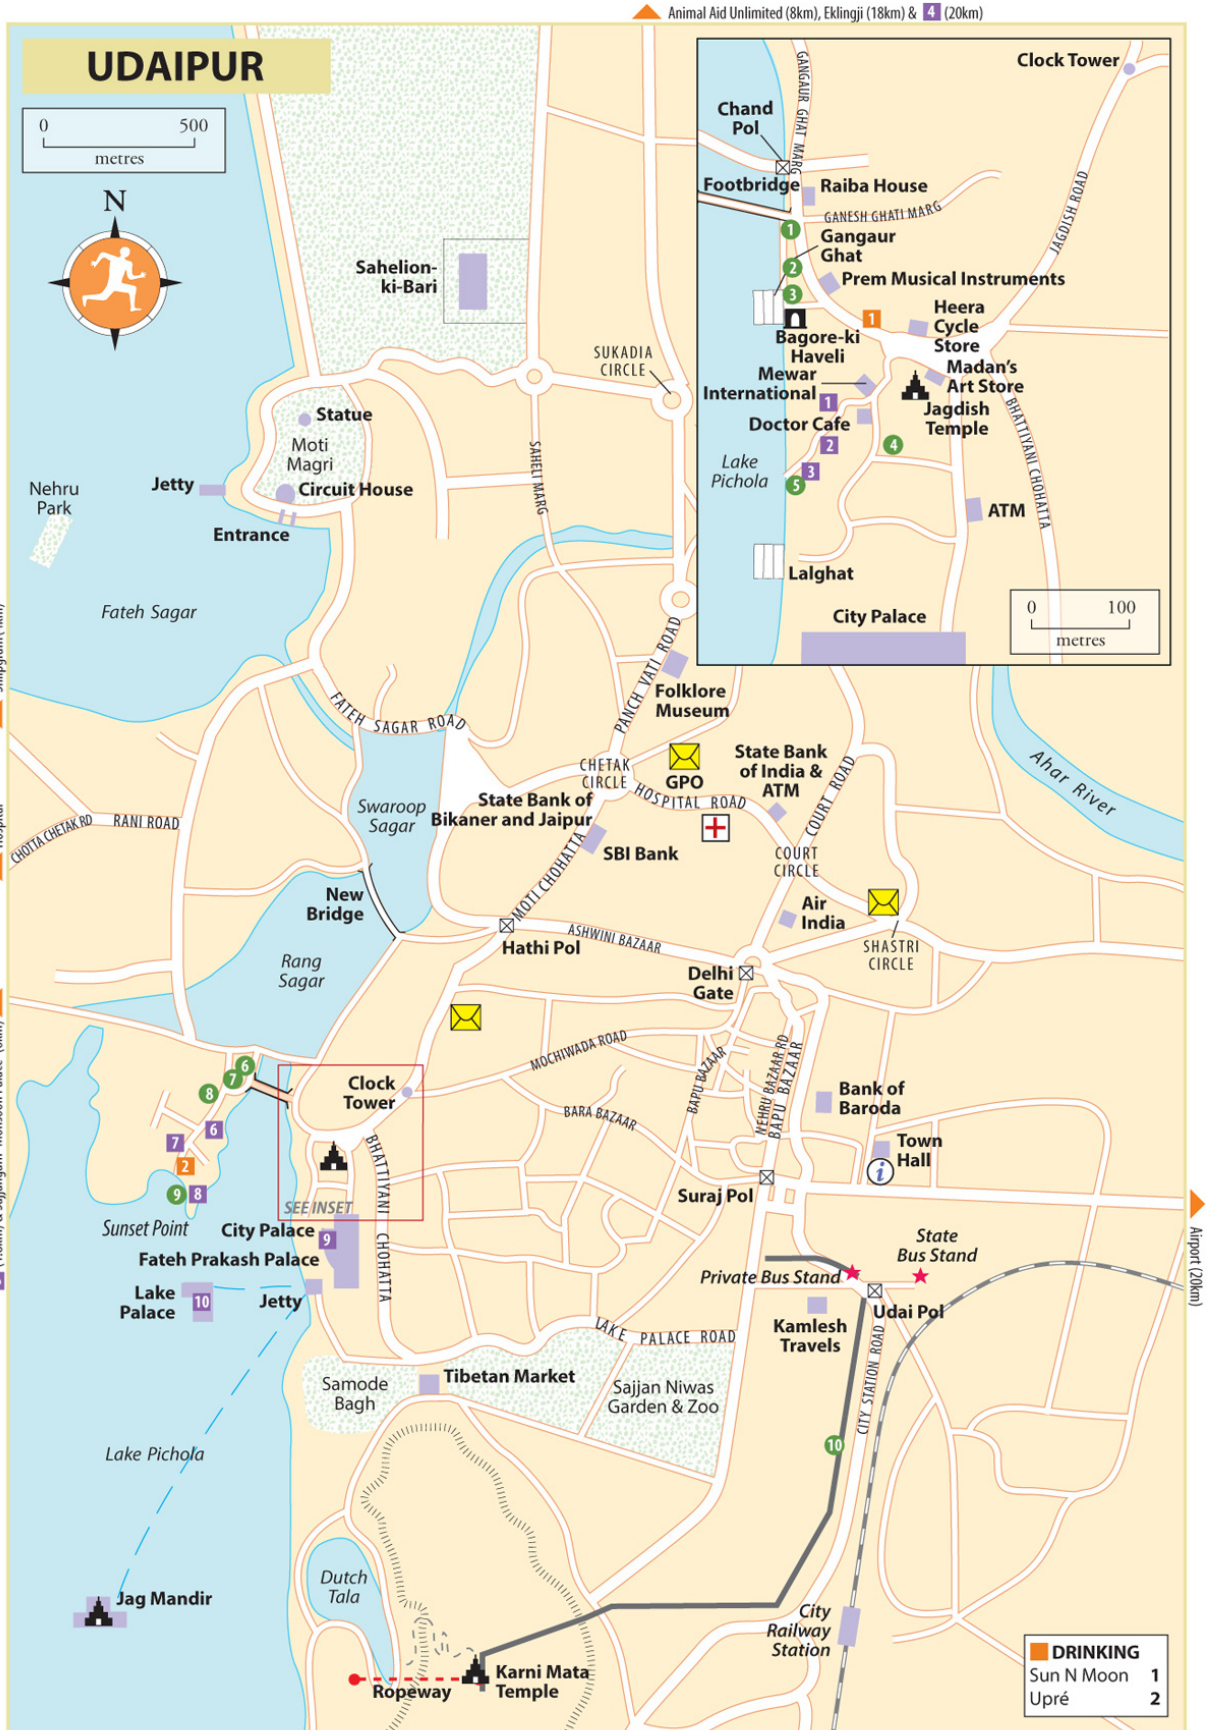 Animal Aid Unlimited (8km), Eklingji (18km) & 4 (20km)
UDAIPUR
0 500
metres
N
Sahelion-
ki-Bari
SUKADIA
CIRCLE
Statue
Moti
Magri
Jetty
Circuit House
Entrance
Nehru
Park
Fateh Sagar
SAHELI MARG
GANGAUR GHAT MARG
Clock Tower
Chand
Pol
Footbridge
Raiba House
GANESH GHATI MARG
JAGDISH ROAD
1
Gangaur
Ghat
2
Prem Musical Instruments
3
1
Heera
Cycle
Store
Bagore-ki
Haveli
Mewar
International
Madan's
Art Store
1
Jagdish
Temple
Doctor Cafe
2
4
BHATTIYANI CHOHATTA
Lake
Pichola
3
5
ATM
Lalghat
City Palace
0 100
metres
PANCH VATI ROAD
Folklore
Museum
FATEH SAGAR ROAD
CHETAK
CIRCLE
GPO
State Bank
of India &
ATM
HOSPITAL ROAD
COURT ROAD
Ahar River
Swaroop
Sagar
State Bank of
Bikaner and Jaipur
SBI Bank
MOTI CHOHATTA
COURT
CIRCLE
CHOTTA CHETAK RD
RANI ROAD
New
Bridge
Hathi Pol
ASHWINI BAZAAR
Air
India
SHASTRI
CIRCLE
Rang
Sagar
Delhi
Gate
MOCHIWADA ROAD
BAPU BAZAAR
NEHRU BAZAAR RD
BAPU BAZAAR
6
7
8
Clock
Tower
BARA BAZAAR
Bank of
Baroda
6
7
2
9
8
BHATTIYANI CHOHATTA
Town
Hall
i
Suraj Pol
SEE INSET
Sunset Point
City Palace
9
Fateh Prakash Palace
Lake
Palace
10
Jetty
State
Bus Stand
Private Bus Stand
Udai Pol
Airport (20km)
Kamlesh
Travels
LAKE PALACE ROAD
CITY STATION ROAD
Samode
Bagh
Tibetan Market
Sajjan Niwas
Garden & Zoo
10
Lake Pichola
Dutch
Tala
Jag Mandir
City
Railway
Station
Karni Mata
Temple
Ropeway
DRINKING
Sun N Moon 1
Upré 2